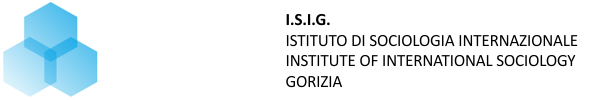 I.S.I.G.
ISTITUTO DI SOCIOLOGIA INTERNAZIONALE
INSTITUTE OF INTERNATIONAL SOCIOLOGY
GORIZIA